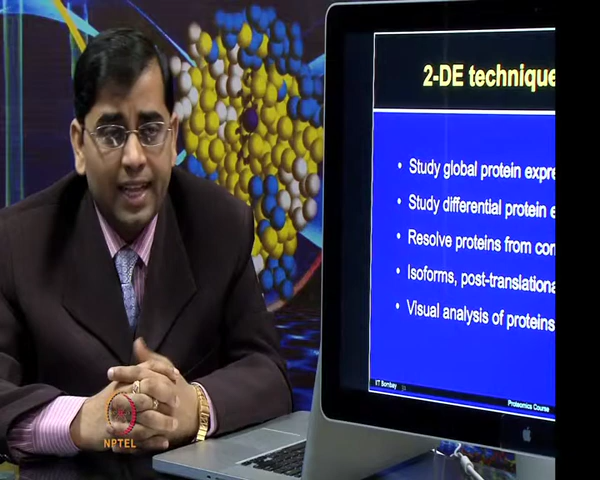 2-DE technique
• Study global protein expre
• Study differential protein e
• Resolve proteins from con
• Isoforms, post-translationa
• Visual analysis of proteins
IIT Bombay
Proteomics Course
NPTEL